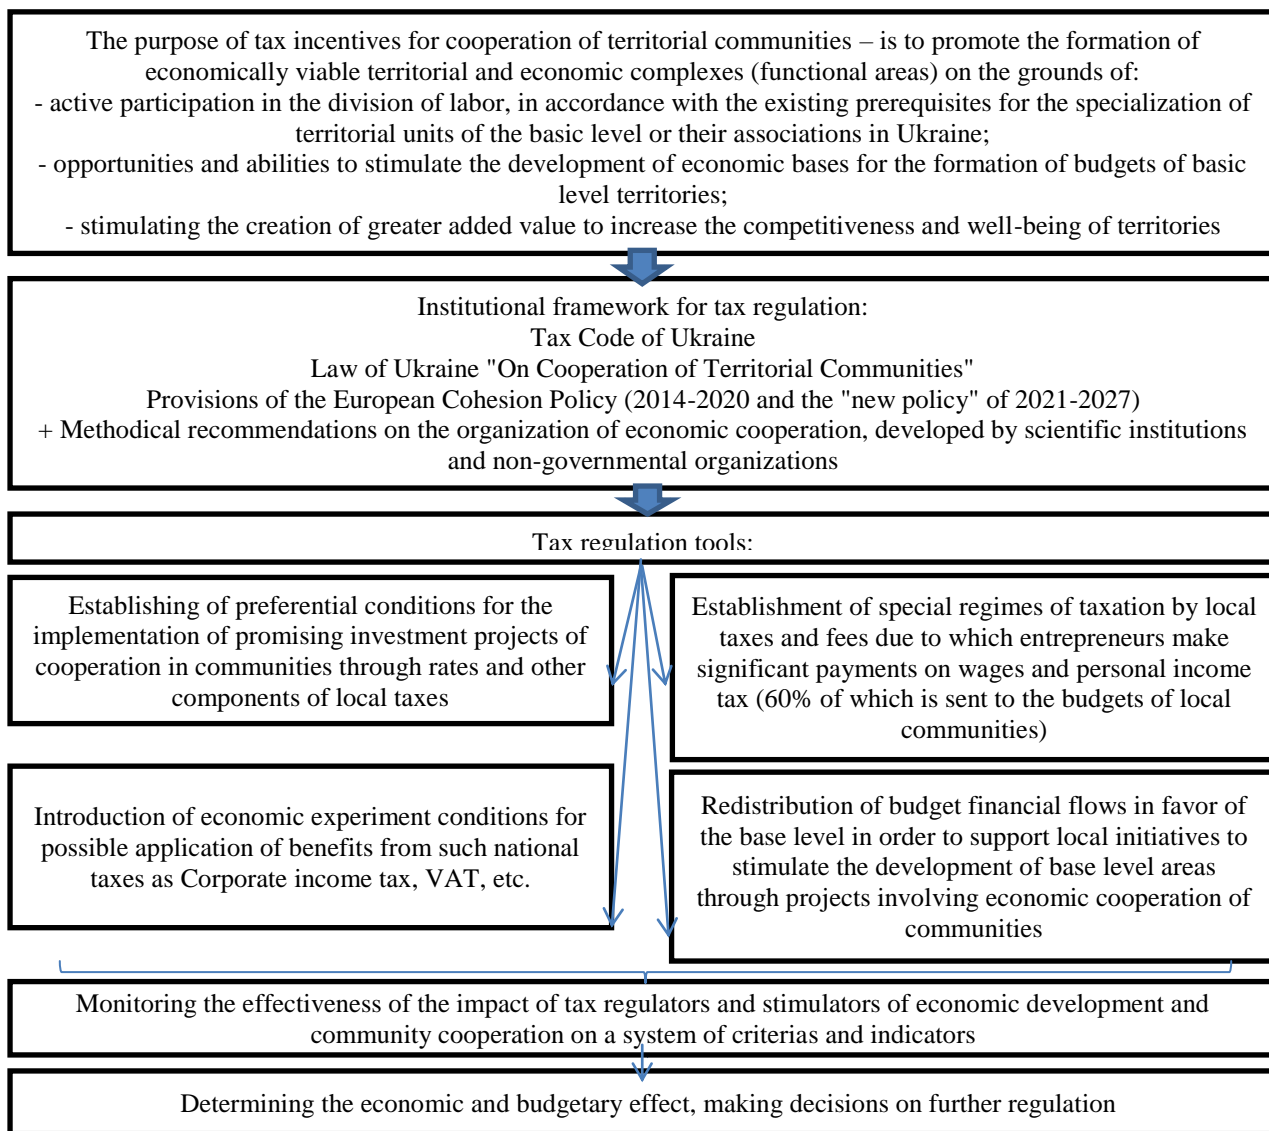 The purpose of tax incentives for cooperation of territorial communities – is to promote the formation of
economically viable territorial and economic complexes (functional areas) on the grounds of:
- active participation in the division of labor, in accordance with the existing prerequisites for the specialization of
territorial units of the basic level or their associations in Ukraine;
- opportunities and abilities to stimulate the development of economic bases for the formation of budgets of basic
level territories;
- stimulating the creation of greater added value to increase the competitiveness and well-being of territories
Institutional framework for tax regulation:
Tax Code of Ukraine
Law of Ukraine "On Cooperation of Territorial Communities"
Provisions of the European Cohesion Policy (2014-2020 and the "new policy" of 2021-2027)
+ Methodical recommendations on the organization of economic cooperation, developed by scientific institutions
and non-governmental organizations
Tax regulation tools:
Establishing of preferential conditions for the
implementation of promising investment projects of
cooperation in communities through rates and other
components of local taxes
Establishment of special regimes of taxation by local
taxes and fees due to which entrepreneurs make
significant payments on wages and personal income
tax (60% of which is sent to the budgets of local
communities)
Introduction of economic experiment conditions for
possible application of benefits from such national
taxes as Corporate income tax, VAT, etc.
Redistribution of budget financial flows in favor of
the base level in order to support local initiatives to
stimulate the development of base level areas
through projects involving economic cooperation of
communities
Monitoring the effectiveness of the impact of tax regulators and stimulators of economic development and
community cooperation on a system of criterias and indicators
Determining the economic and budgetary effect, making decisions on further regulation